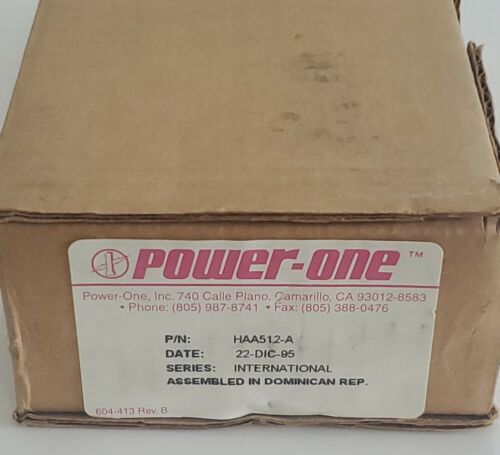 POWER-ONE ™
Power-One, Inc. 740 Calle Plano, Camarillo, CA 93012-8583
• Phone: (805) 987-8741 • Fax: (805) 388-0476
P/N: HAA512-A
DATE: 22-DIC-95
SERIES: INTERNATIONAL
ASSEMBLED IN DOMINICAN REP.
604-413 Rev. B